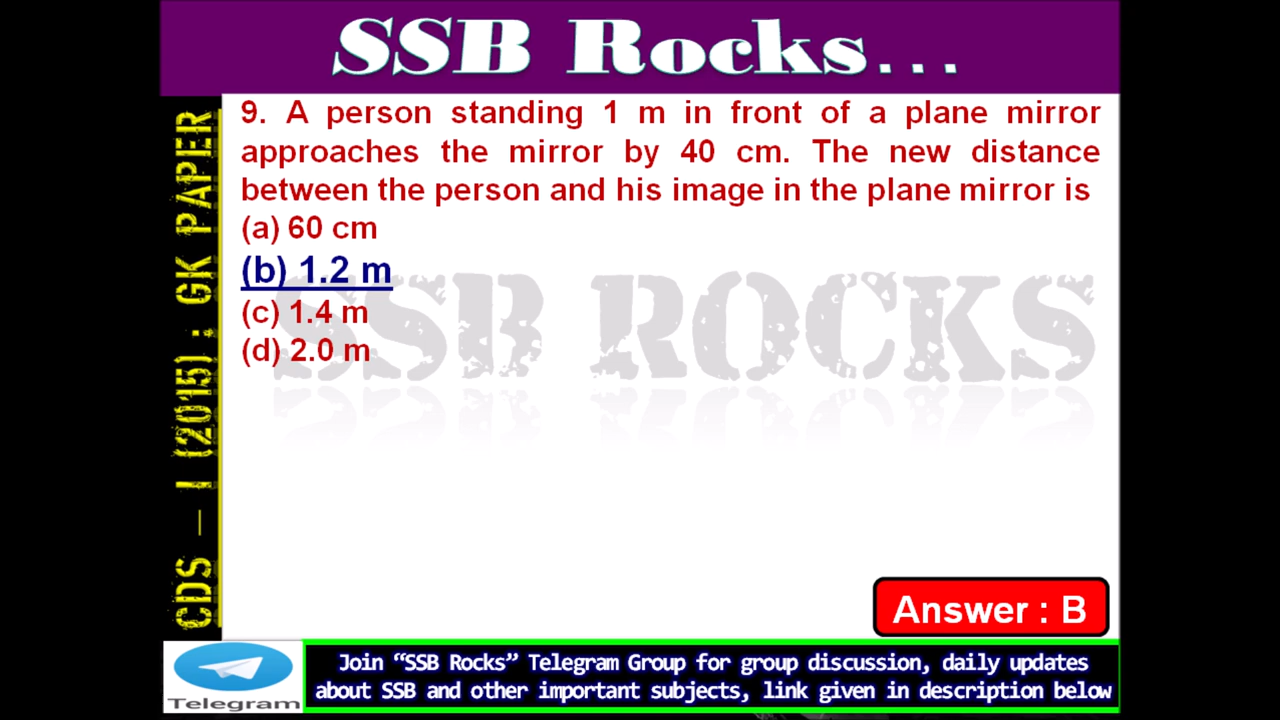 SSB Rocks...
CDS – I (2015) : GK PAPER
9. A person standing 1 m in front of a plane mirror
approaches the mirror by 40 cm. The new distance
between the person and his image in the plane mirror is
(a) 60 cm
(b) 1.2 m
(c) 1.4 m
(d) 2.0 m
SSB ROCKS
Answer : B
Telegram
Join “SSB Rocks” Telegram Group for group discussion, daily updates
about SSB and other important subjects, link given in description below